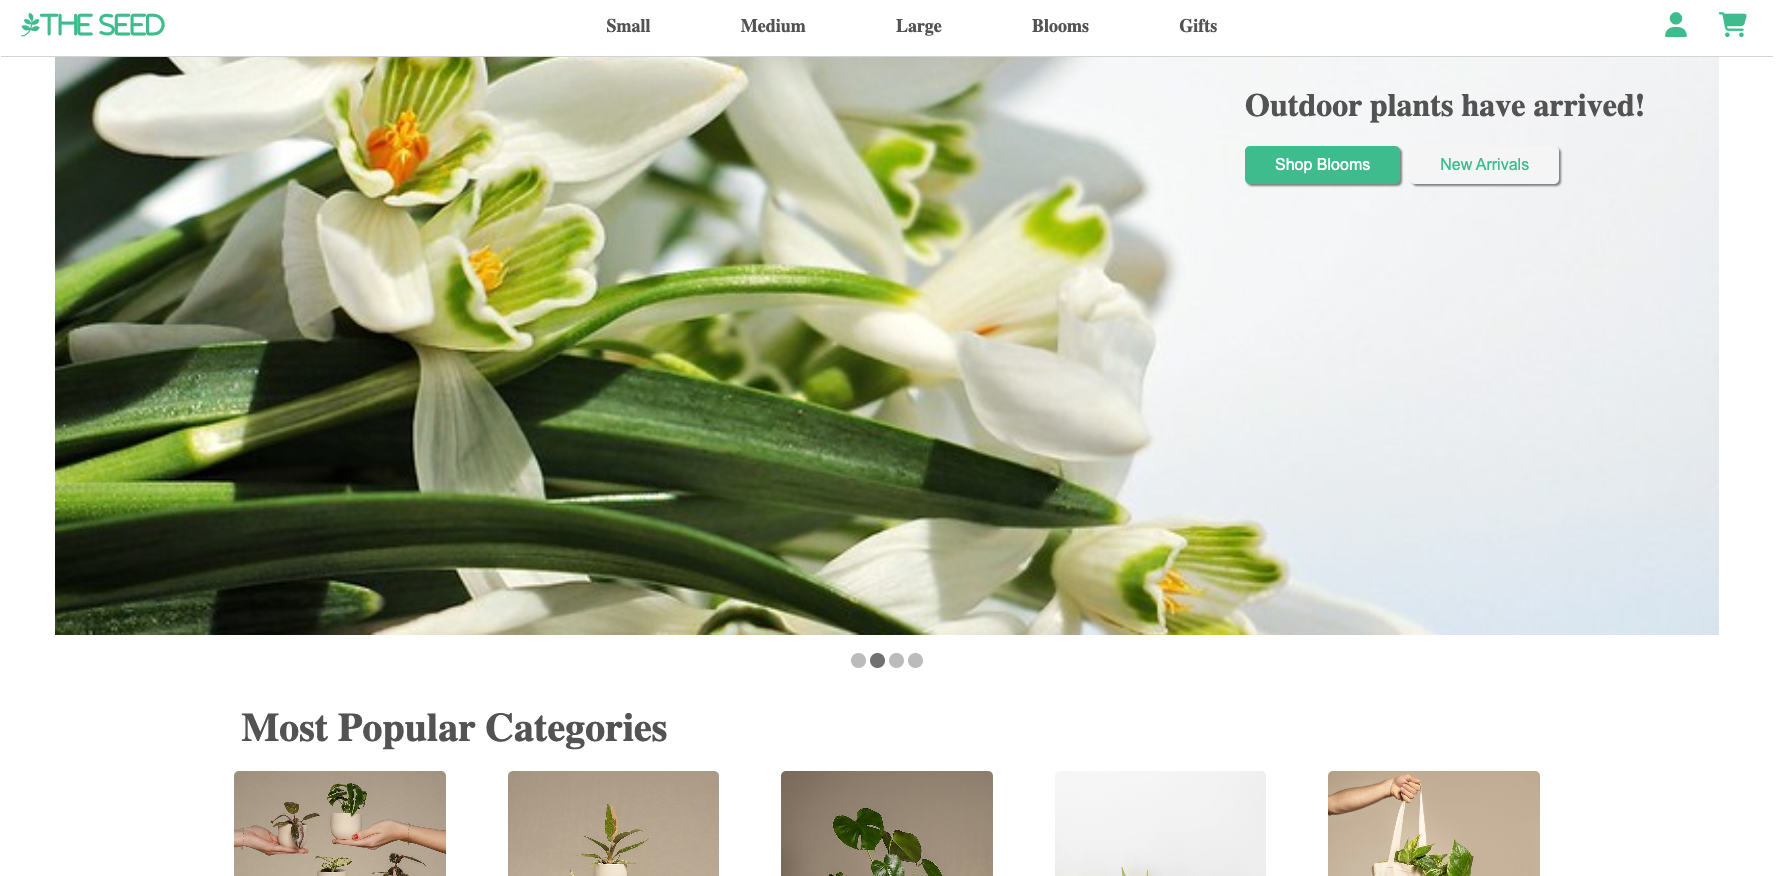 THE SEED
Small
Medium
Large
Blooms
Gifts
Outdoor plants have arrived!
Shop Blooms
New Arrivals
Most Popular Categories